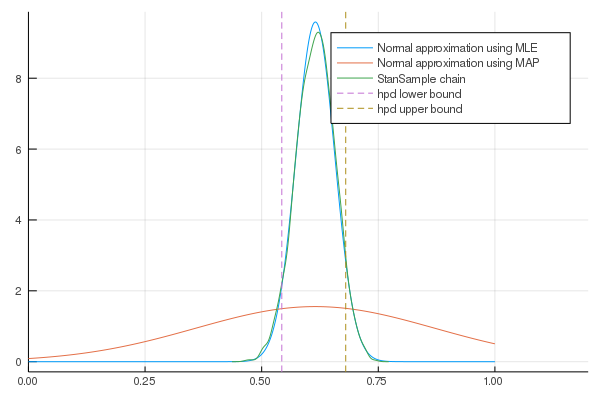 Normal approximation using MLE
Normal approximation using MAP
StanSample chain
hpd lower bound
hpd upper bound
8
6
4
2
0
0.00 0.25 0.50 0.75 1.00